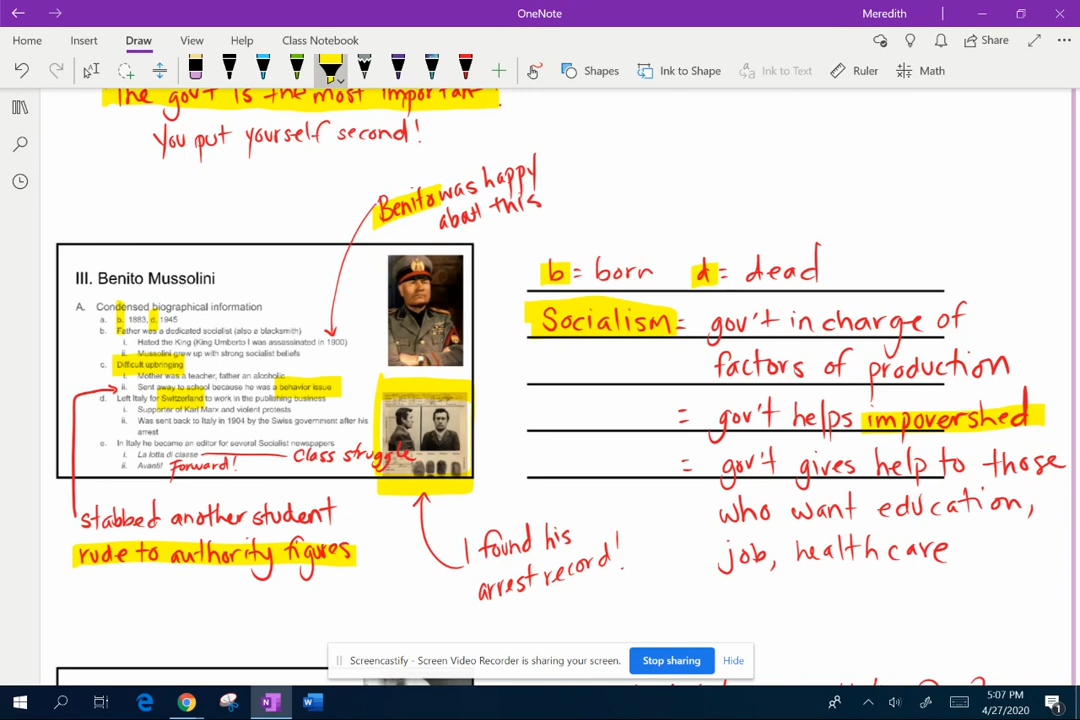 OneNote
Meredith
Home Insert Draw View Help Class Notebook
Share
Shapes Ink to Shape Ink to Text Ruler Math
The gov't is the most important!
You put yourself second!
Benito was happy
about this
III. Benito Mussolini
A. Condensed biographical information
a. b. 1883, d. 1945
b. Father was a dedicated socialist (also a blacksmith)
i. Hated the King (King Umberto I was assassinated in 1900)
ii. Mussolini grew up with strong socialist beliefs
c. Difficult upbringing
i. Mother was a teacher, father an alcoholic
ii. Sent away to school because he was a behavior issue
d. Left Italy for Switzerland to work in the publishing business
i. Supporter of Karl Marx and violent protests
ii. Was sent back to Italy in 1904 by the Swiss government after his
arrest
e. In Italy he became an editor for several Socialist newspapers
i. La lotta di classe
class struggle
ii. Avanti!
Forward!
stabbed another student
rude to authority figures
I found his
arrest record!
b = born d = dead
Socialism = gov't in charge of
factors of production
= gov't helps impovershed
= gov't gives help to those
who want education,
job, healthcare
Screencastify - Screen Video Recorder is sharing your screen.
Stop sharing
Hide
5:07 PM
4/27/2020
1